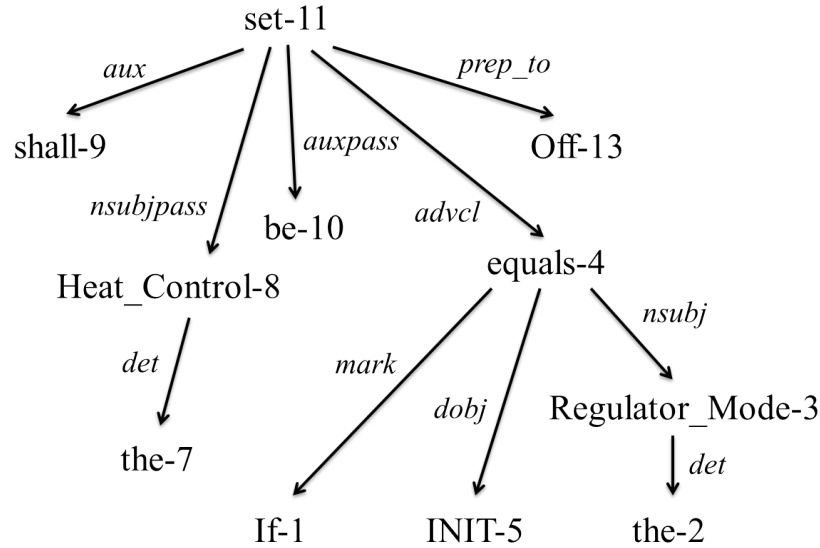 set-11
aux
prep_to
shall-9
auxpass
Off-13
nsubjpass
be-10
advcl
equals-4
Heat_Control-8
nsubj
det
mark
dobj
Regulator_Mode-3
the-7
det
If-1
INIT-5
the-2